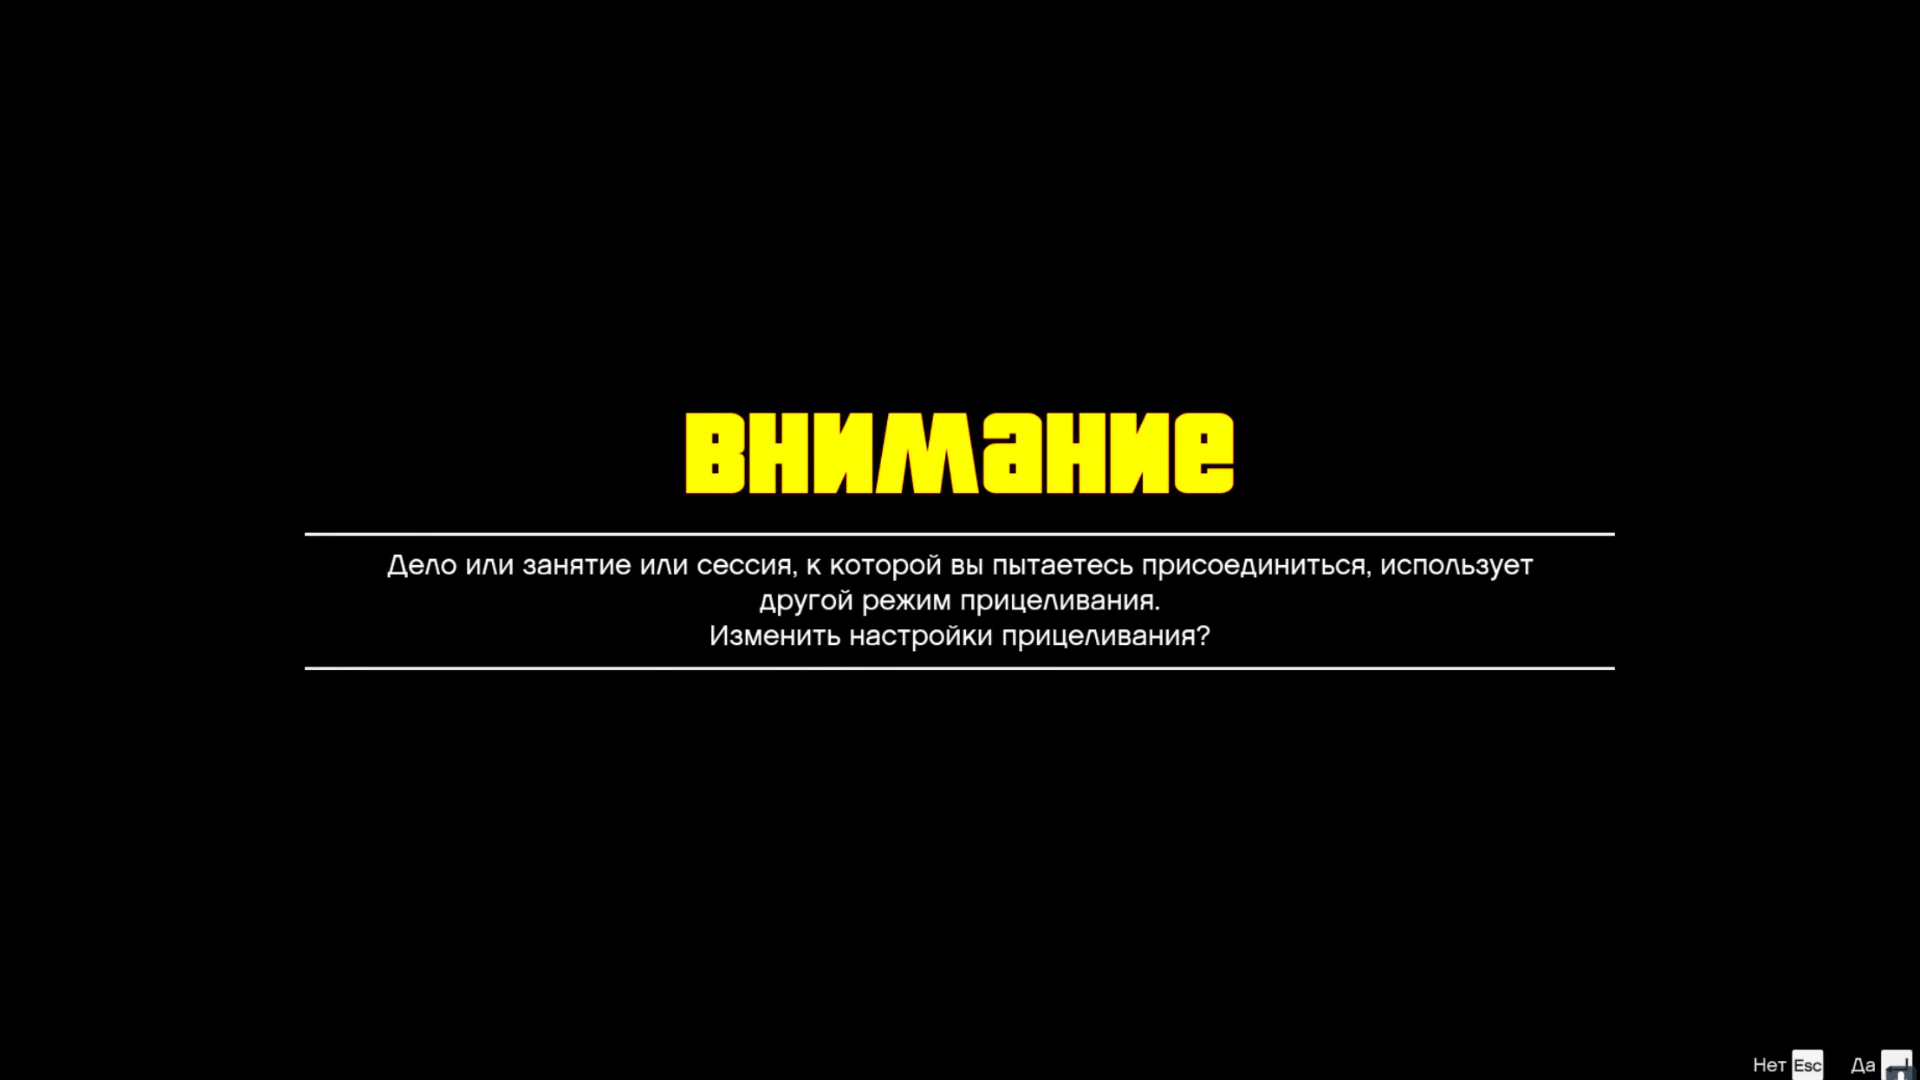 внимание
Дело или занятие или сессия, к которой вы пытаетесь присоединиться, использует
другой режим прицеливания.
Изменить настройки прицеливания?
Нет Esc Да